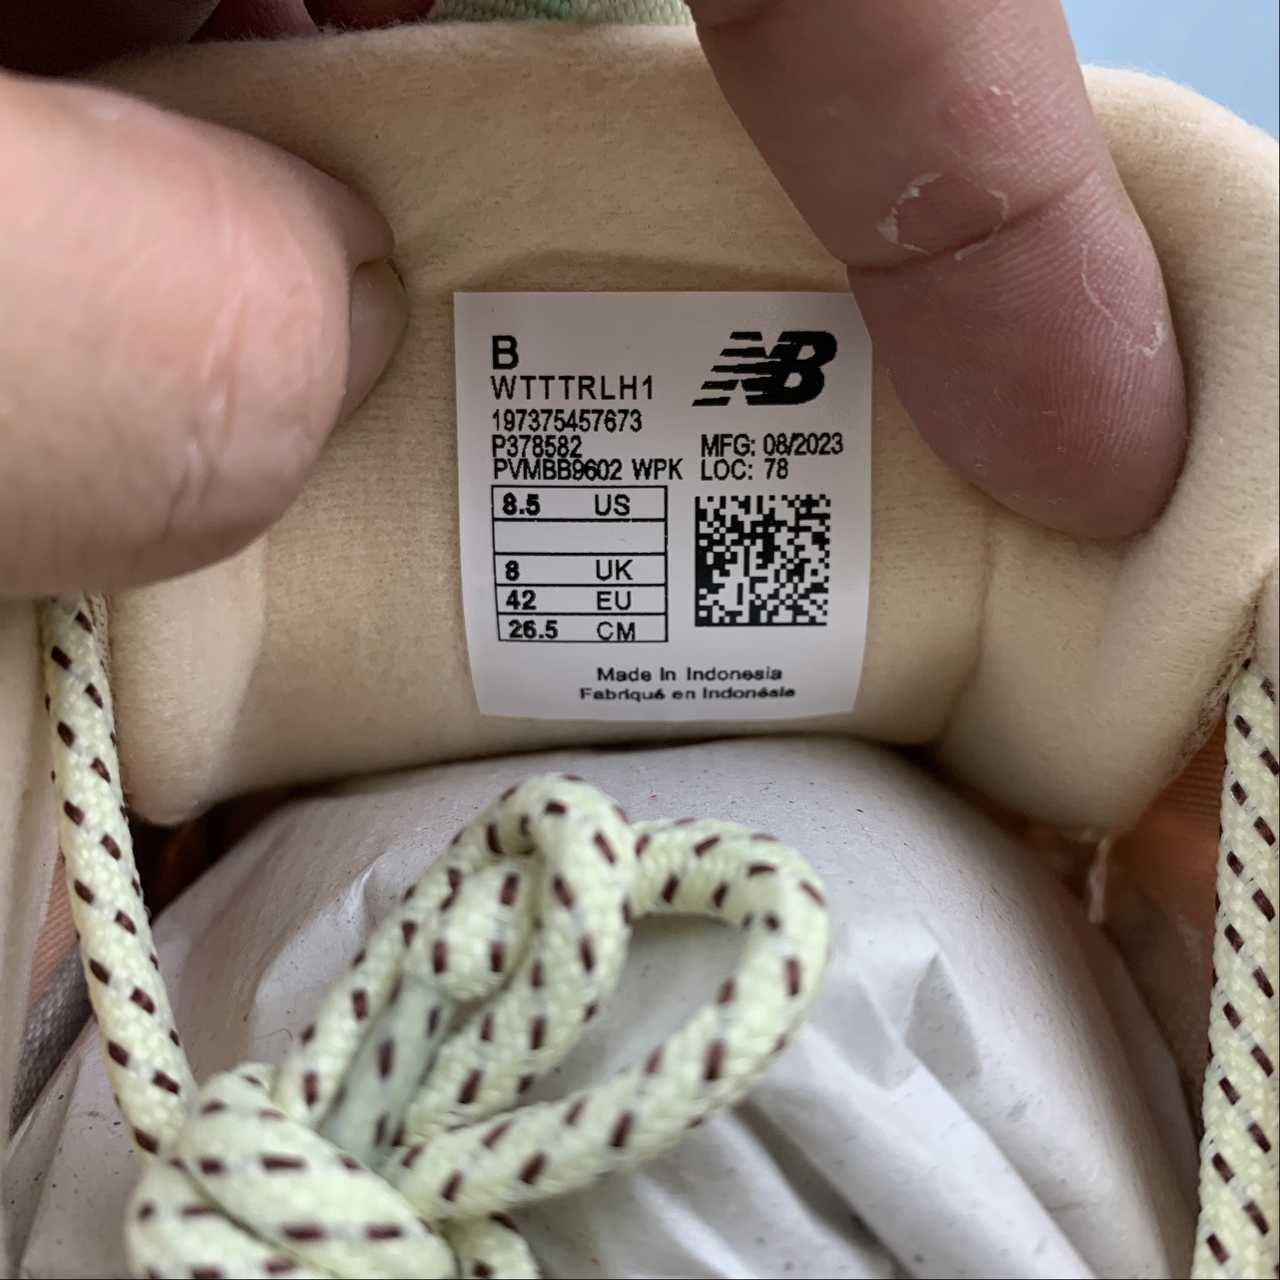 B
NB
WTTTRLH1
197375457673
P378582
MFG: 08/2023
PVMBB9602 WPK
LOC: 78
8.5 US
8 UK
42 EU
26.5 CM
Made In Indonesia
Fabriqué en Indonésie